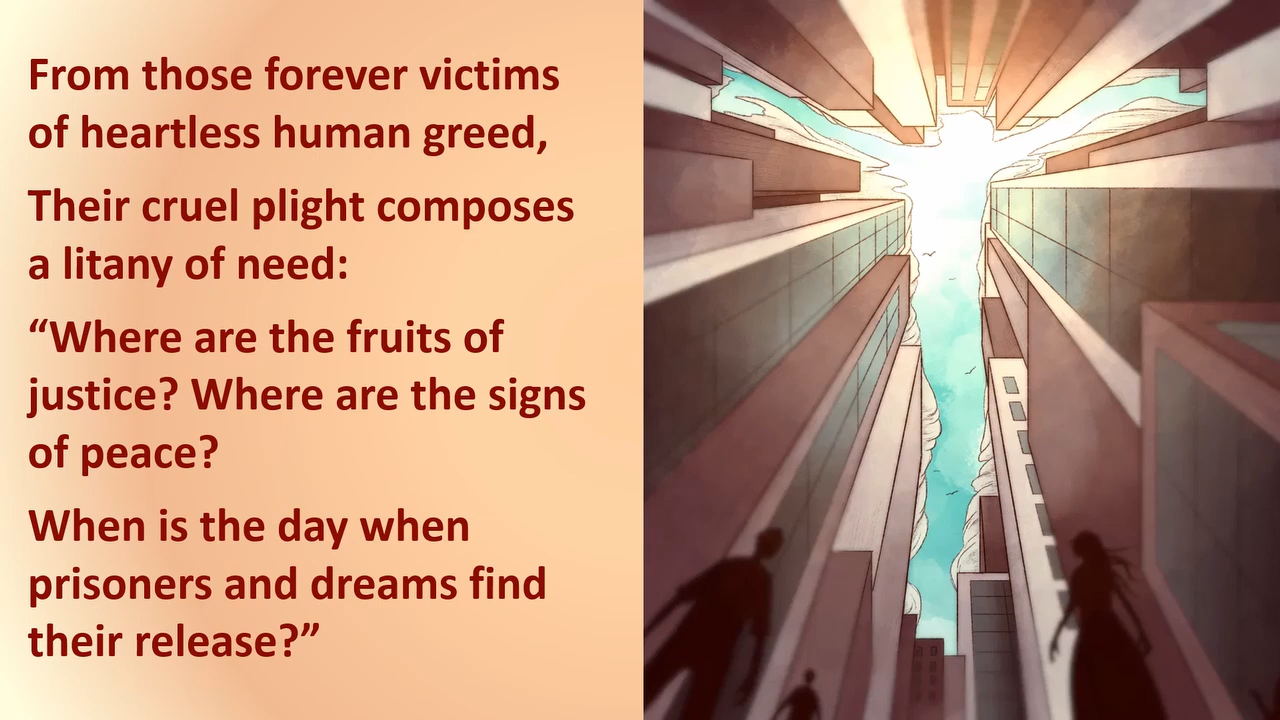 From those forever victims
of heartless human greed,
Their cruel plight composes
a litany of need:
“Where are the fruits of
justice? Where are the signs
of peace?
When is the day when
prisoners and dreams find
their release?”